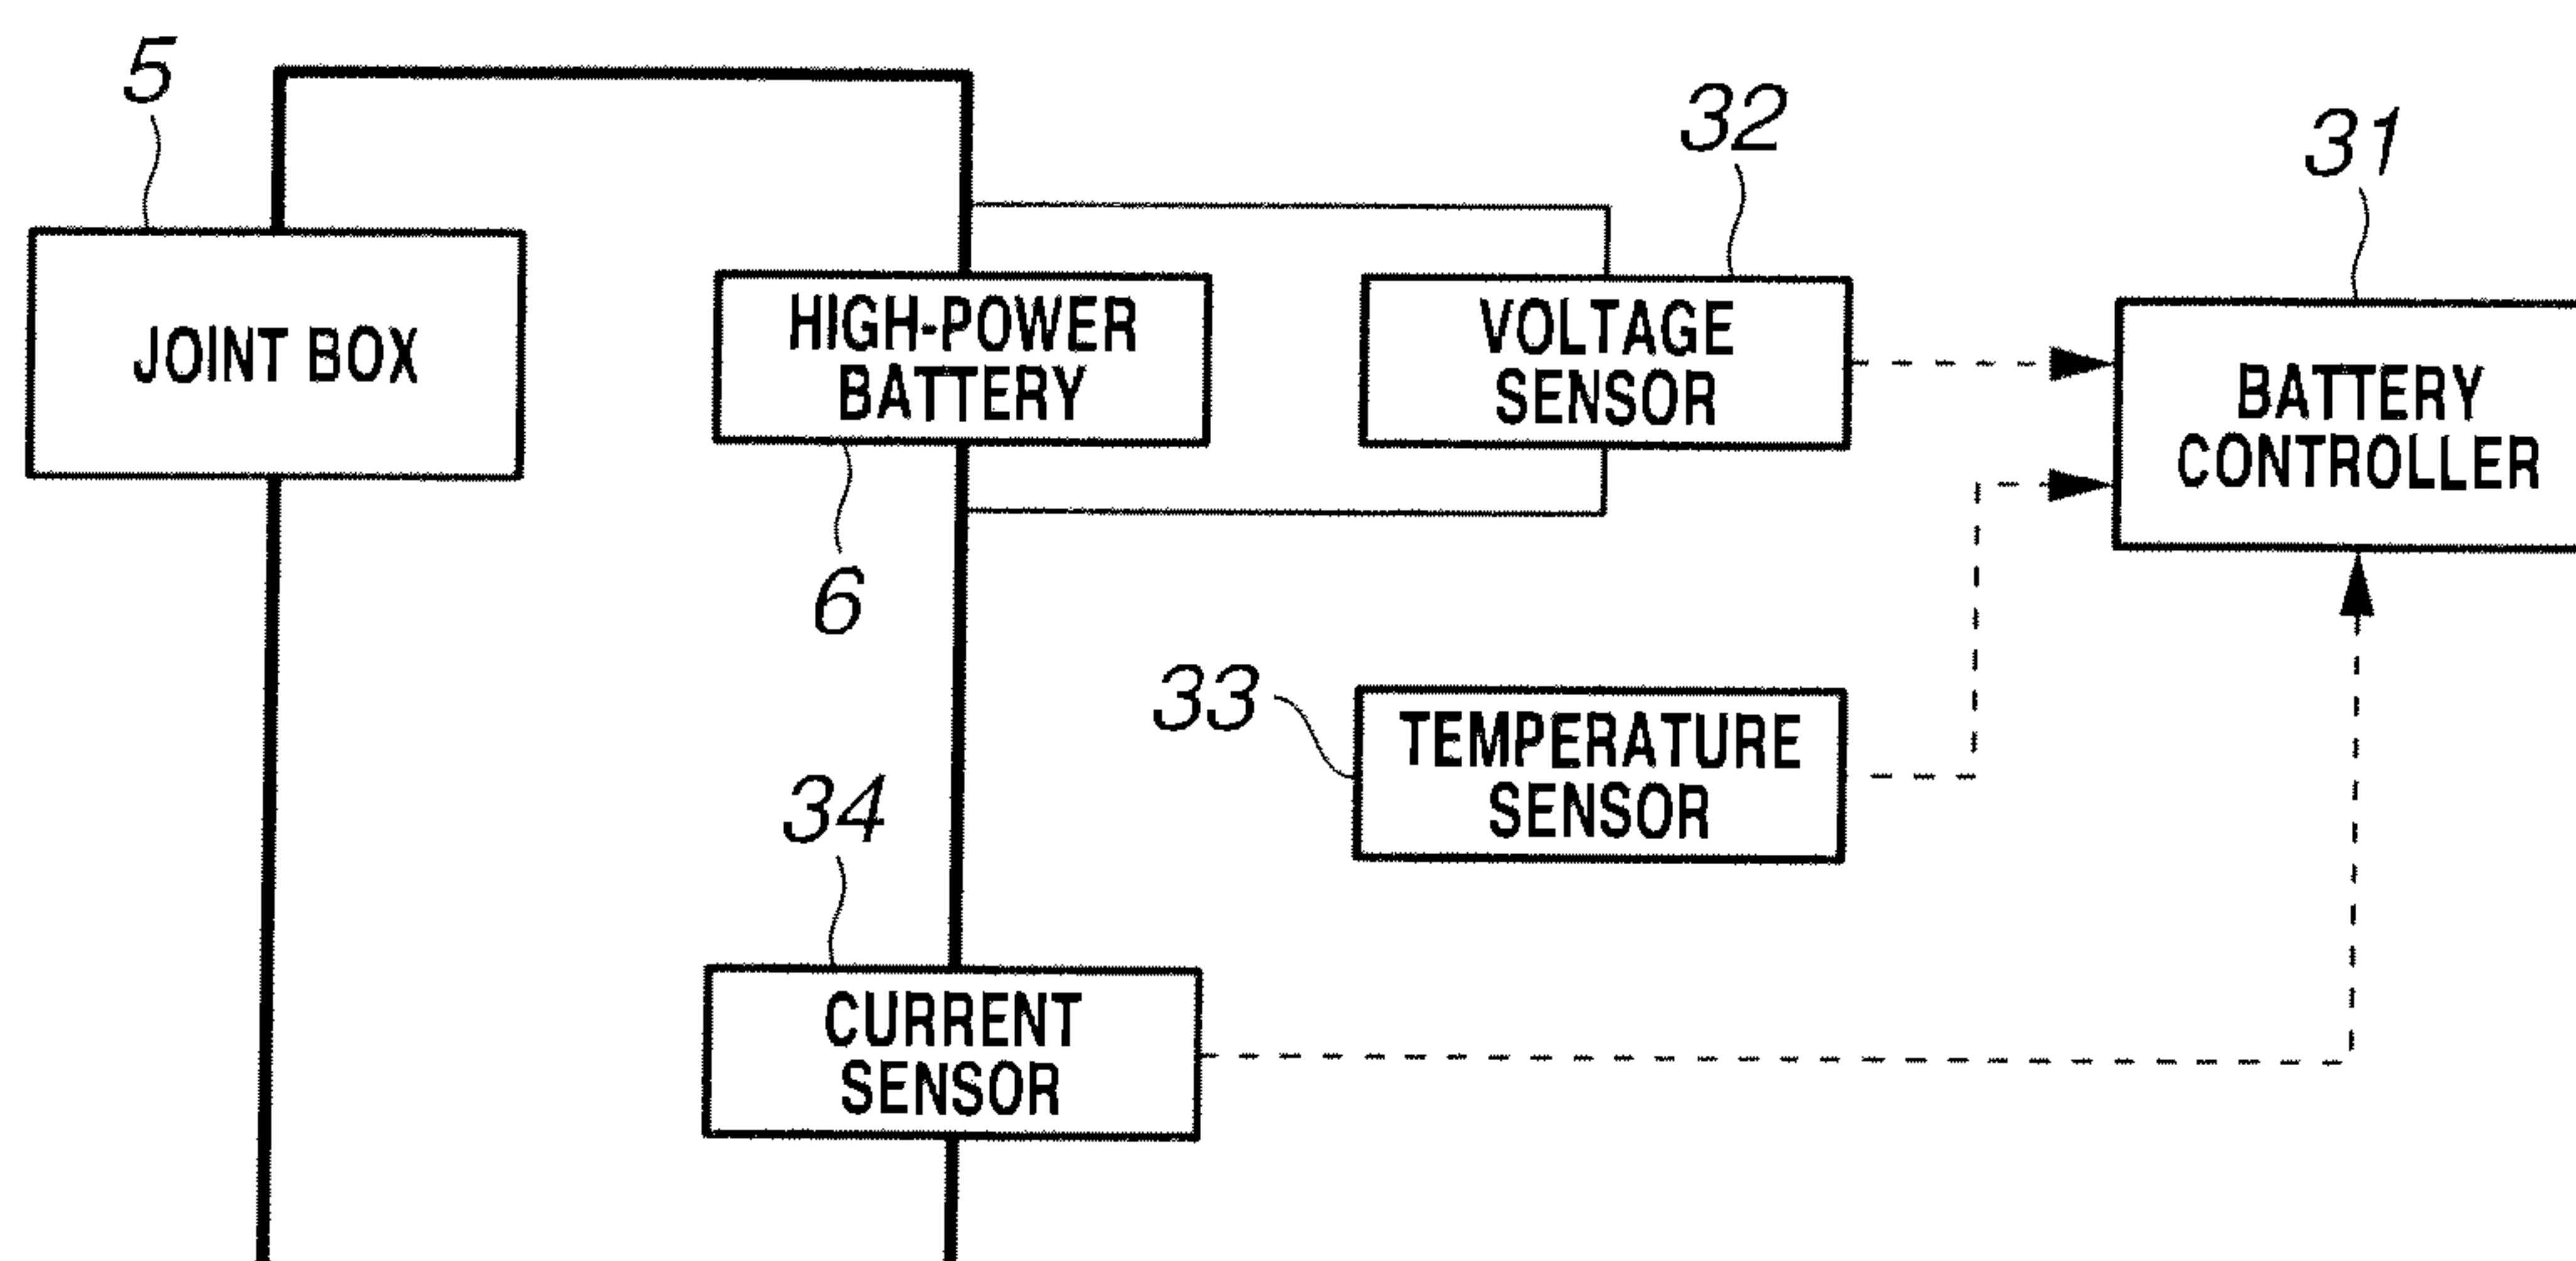 5
32
31
JOINT BOX
HIGH-POWER
BATTERY
VOLTAGE
SENSOR
BATTERY
CONTROLLER
6
33
TEMPERATURE
SENSOR
34
CURRENT
SENSOR